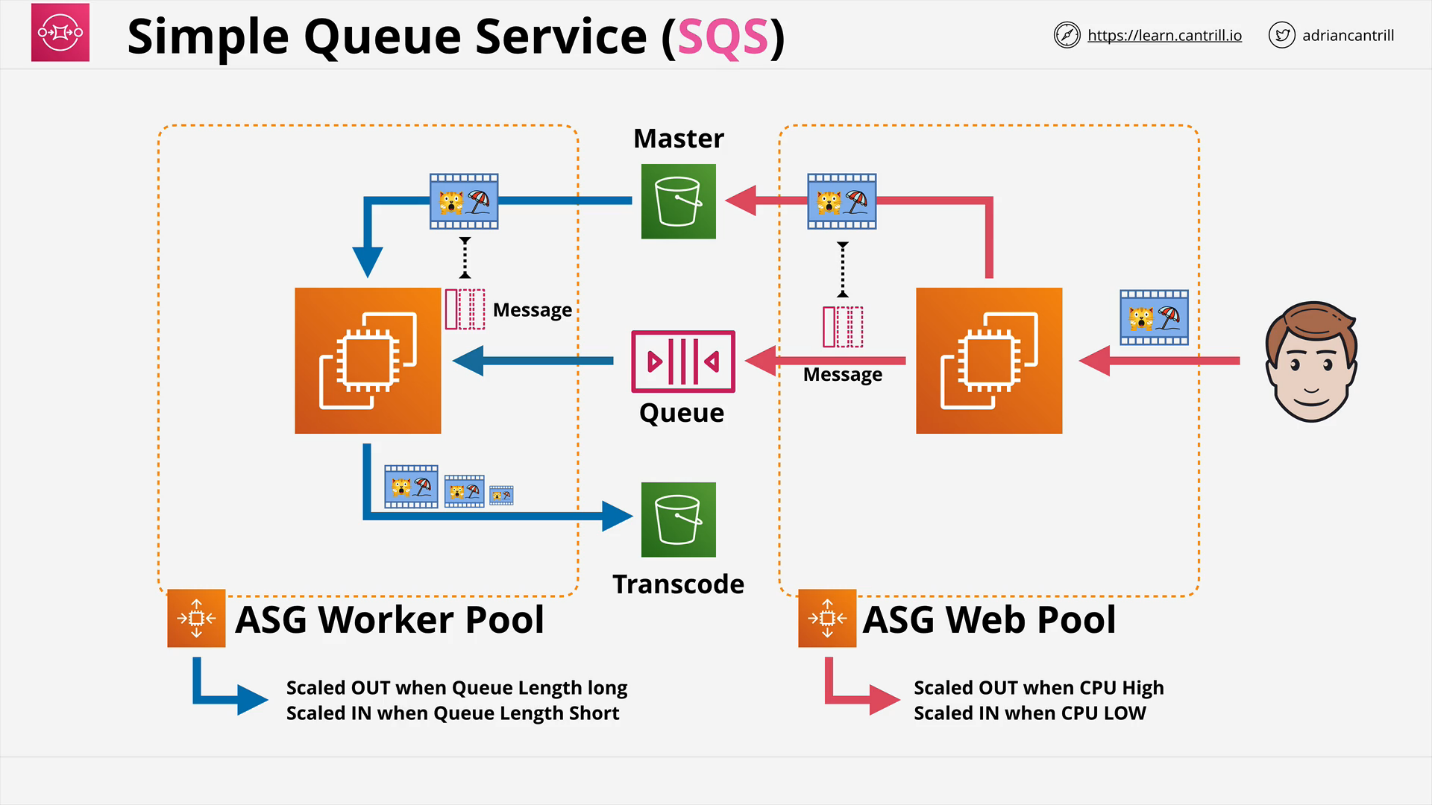 Simple Queue Service (SQS)
https://learn.cantrill.io
adriancantrill
Master
Message
Message
Queue
Transcode
ASG Worker Pool
ASG Web Pool
Scaled OUT when Queue Length long
Scaled IN when Queue Length Short
Scaled OUT when CPU High
Scaled IN when CPU LOW